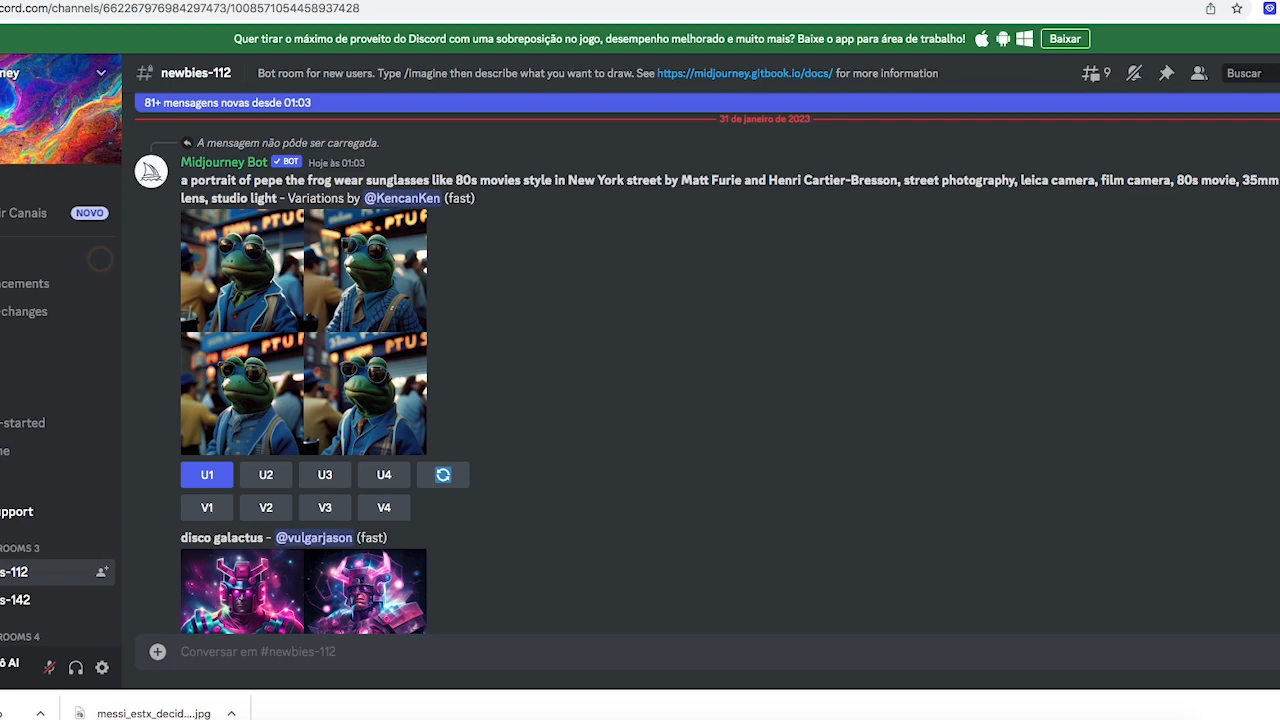 cord.com/channels/662267976984297473/1008571054458937428
Quer tirar o máximo de proveito do Discord com uma sobreposição no jogo, desempenho melhorado e muito mais? Baixe o app para área de trabalho! Baixar
ney
newbies-112 Bot room for new users. Type /imagine then describe what you want to draw. See https://midjourney.gitbook.io/docs/ for more information 9 Buscar
81+ mensagens novas desde 01:03
31 de janeiro de 2023
A mensagem não pôde ser carregada.
Midjourney Bot BOT Hoje às 01:03
a portrait of pepe the frog wear sunglasses like 80s movies style in New York street by Matt Furie and Henri Cartier-Bresson, street photography, leica camera, film camera, 80s movie, 35mm
lens, studio light - Variations by @KencanKen (fast)
ir Canais NOVO
ncements
-changes
-started
ne
U1 U2 U3 U4
V1 V2 V3 V4
upport
disco galactus - @vulgarjason (fast)
ROOMS 3
s-112
s-142
ROOMS 4
Conversar em #newbies-112
ô AI
messi_estx_decid....jpg